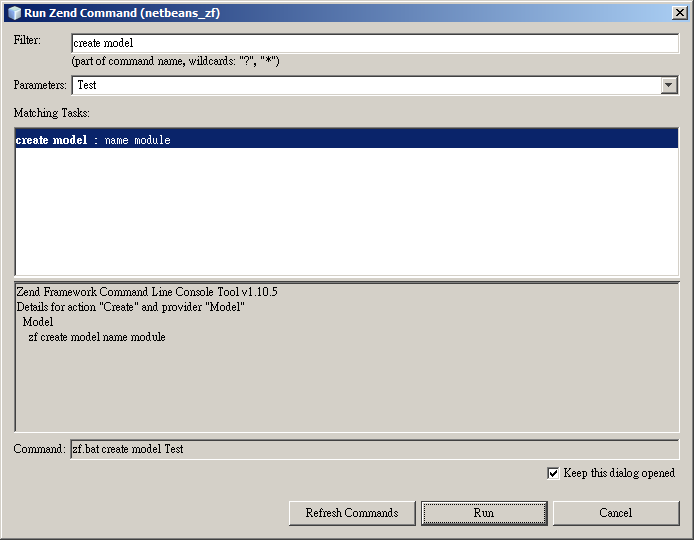 Run Zend Command (netbeans_zf)
Filter: create model
(part of command name, wildcards: "?", "*")
Parameters: Test
Matching Tasks:
create model : name module
Zend Framework Command Line Console Tool v1.10.5
Details for action "Create" and provider "Model"
Model
zf create model name module
Command: zf.bat create model Test
Keep this dialog opened
Refresh Commands Run Cancel